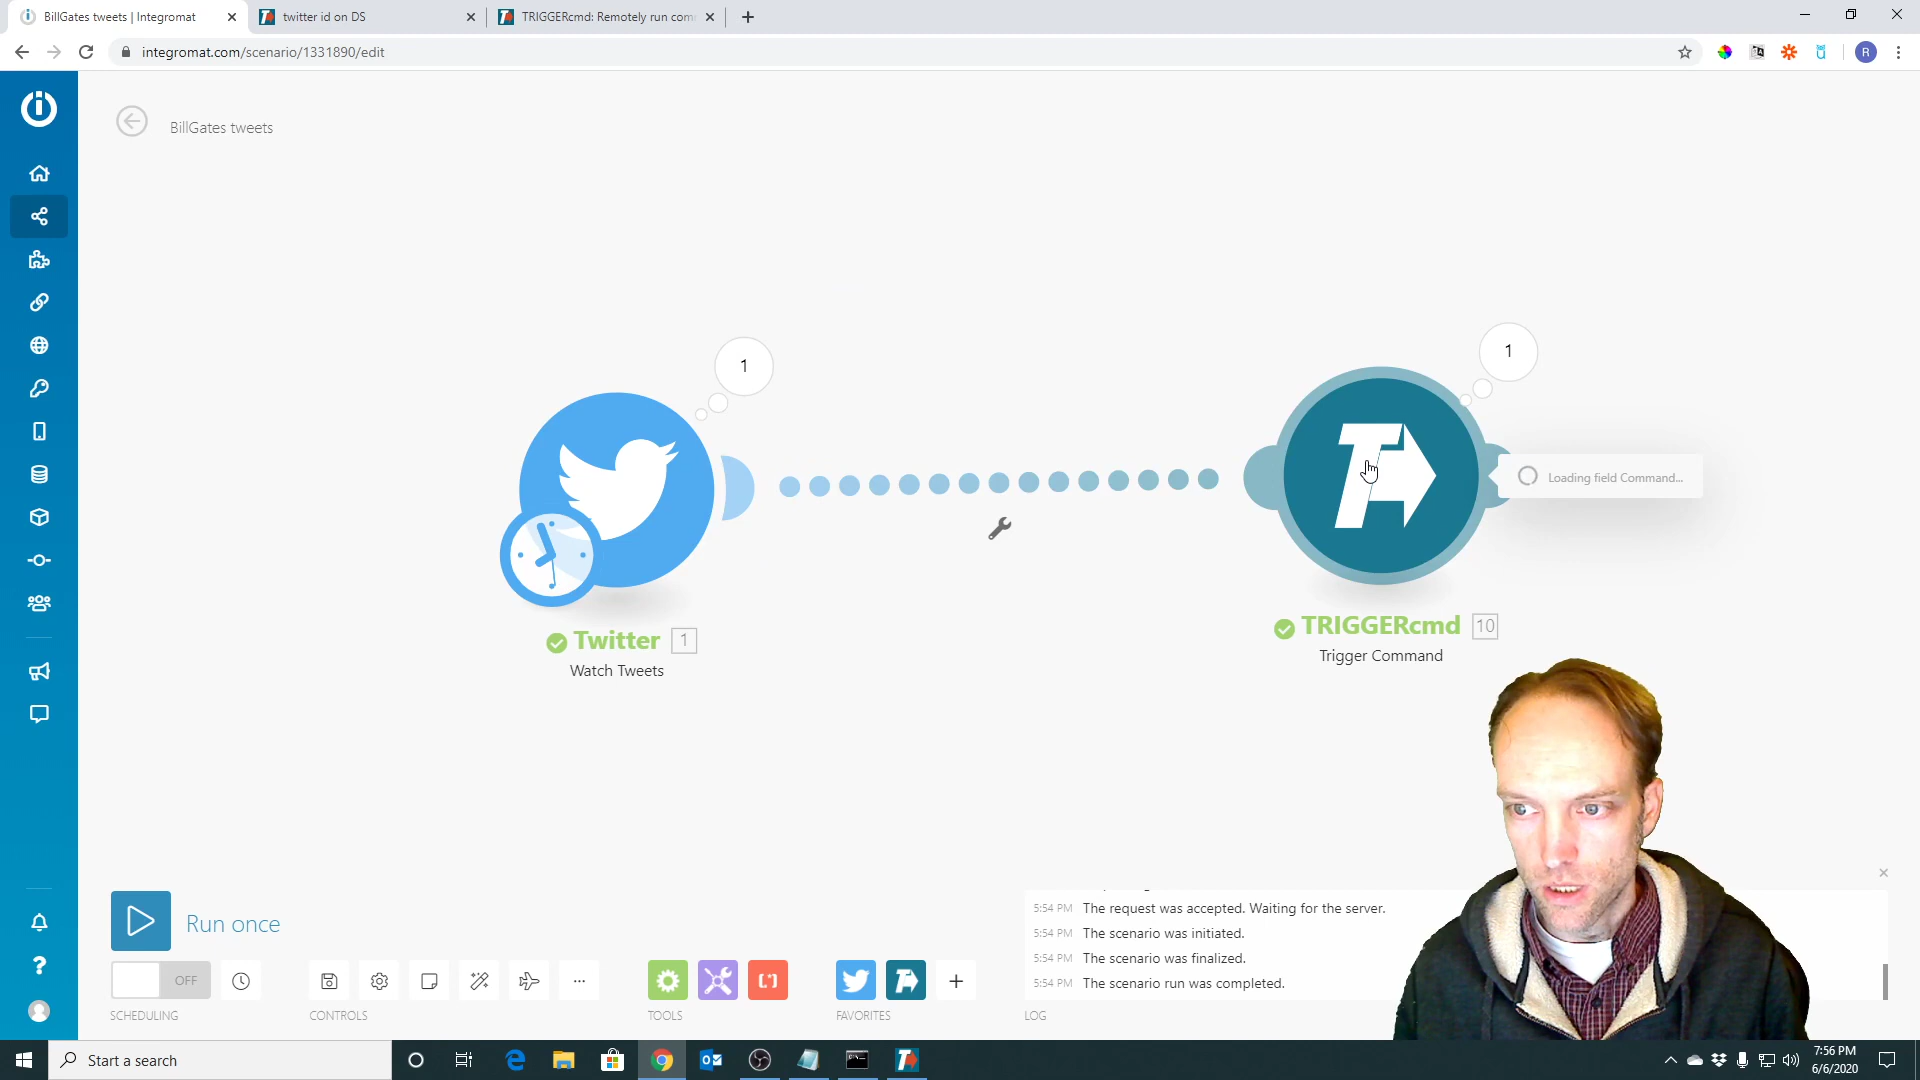 BillGates tweets | Integromat
twitter id on DS
TRIGGERcmd: Remotely run com
integromat.com/scenario/1331890/edit
R
BillGates tweets
1
1
Loading field Command...
Twitter 1
Watch Tweets
TRIGGERcmd 10
Trigger Command
Run once
OFF
SCHEDULING
CONTROLS
TOOLS
FAVORITES
LOG
5:54 PM The request was accepted. Waiting for the server.
5:54 PM The scenario was initiated.
5:54 PM The scenario was finalized.
5:54 PM The scenario run was completed.
Start a search
7:56 PM
6/6/2020